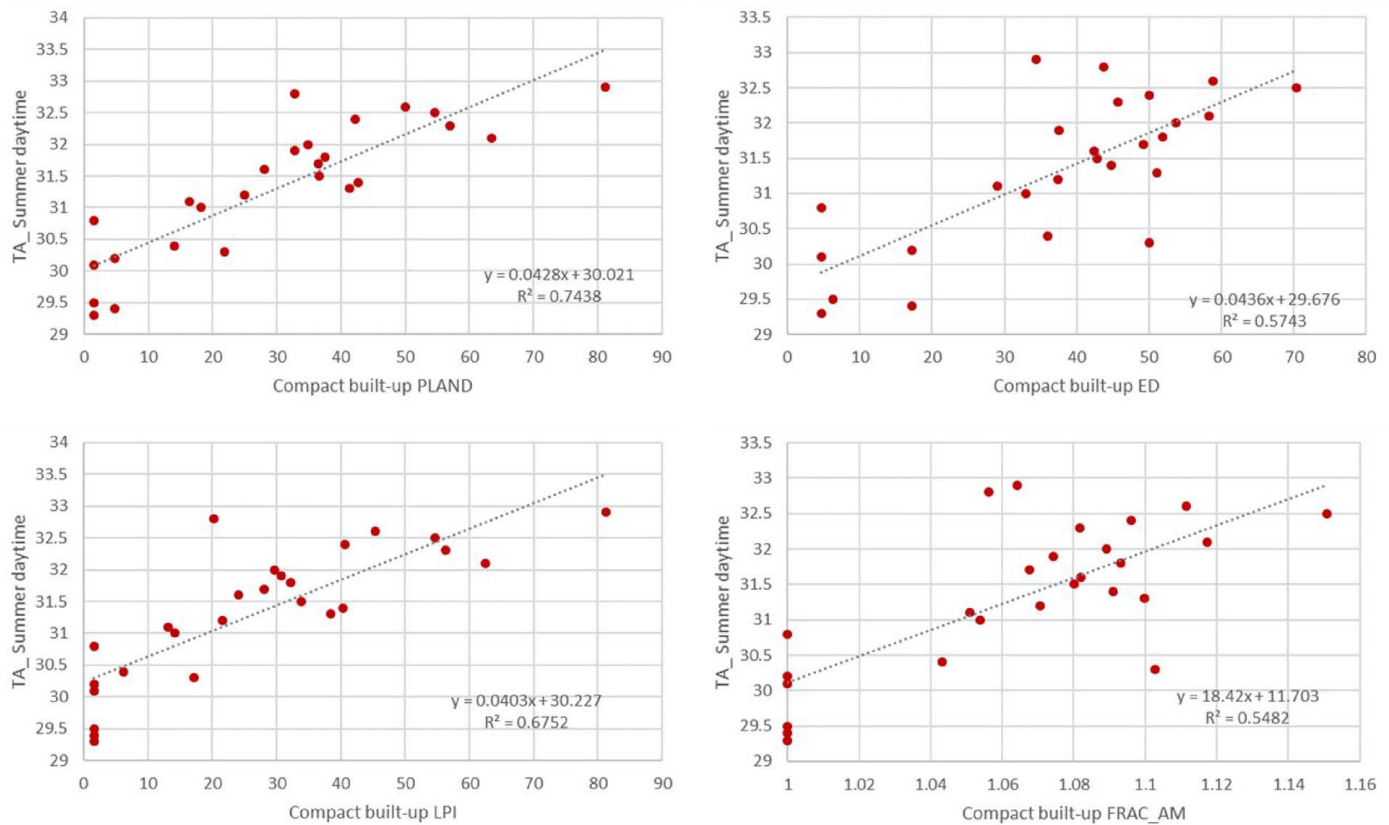 34
33.5
33
32.5
32
31.5
31
30.5
30
29.5
29
TA_ Summer daytime
y = 0.0428x + 30.021
R² = 0.7438
0 10 20 30 40 50 60 70 80 90
Compact built-up PLAND
33.5
33
32.5
32
31.5
31
30.5
30
29.5
29
TA_ Summer daytime
y = 0.0436x + 29.676
R² = 0.5743
0 10 20 30 40 50 60 70 80
Compact built-up ED
34
33.5
33
32.5
32
31.5
31
30.5
30
29.5
29
TA_ Summer daytime
y = 0.0403x + 30.227
R² = 0.6752
0 10 20 30 40 50 60 70 80 90
Compact built-up LPI
33.5
33
32.5
32
31.5
31
30.5
30
29.5
29
TA_ Summer daytime
y = 18.42x + 11.703
R² = 0.5482
1 1.02 1.04 1.06 1.08 1.1 1.12 1.14 1.16
Compact built-up FRAC_AM